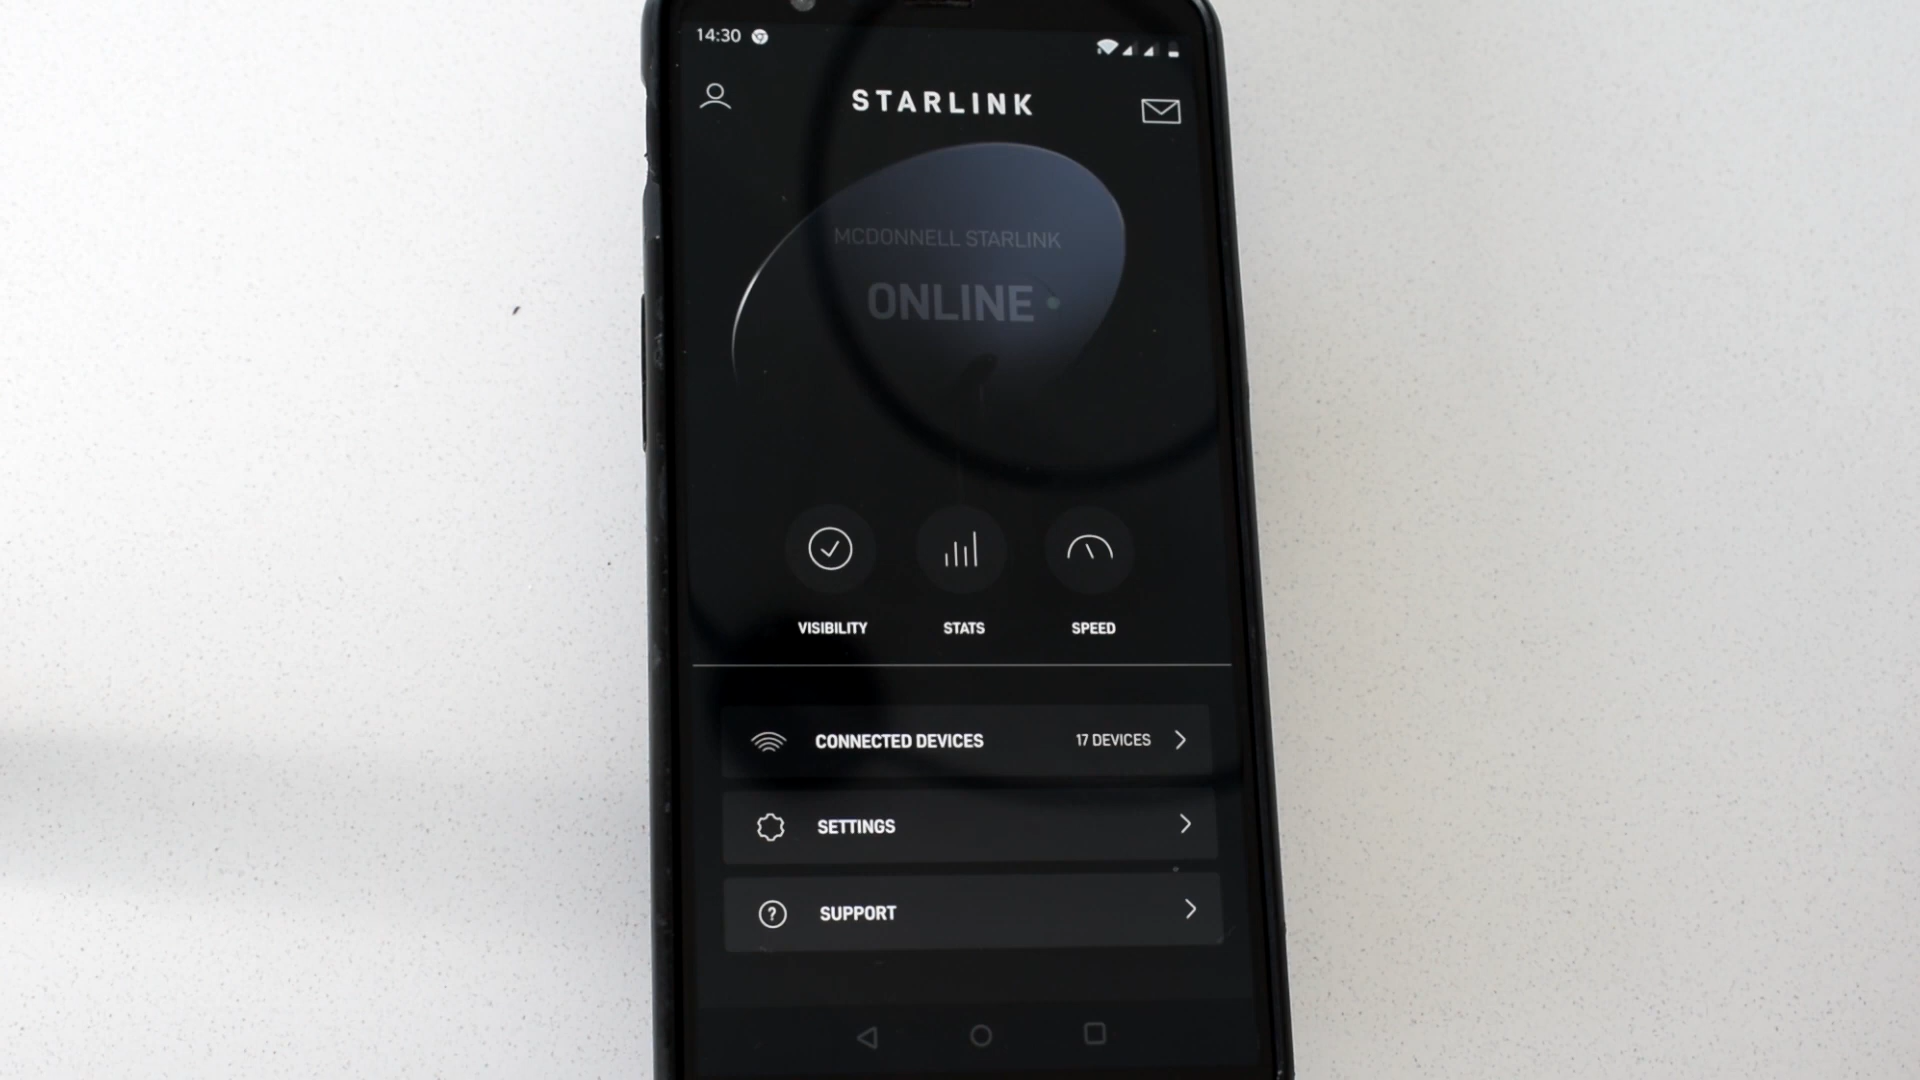 14:30
STARLINK
MCDONNELL STARLINK
ONLINE
VISIBILITY
STATS
SPEED
CONNECTED DEVICES
17 DEVICES
SETTINGS
SUPPORT